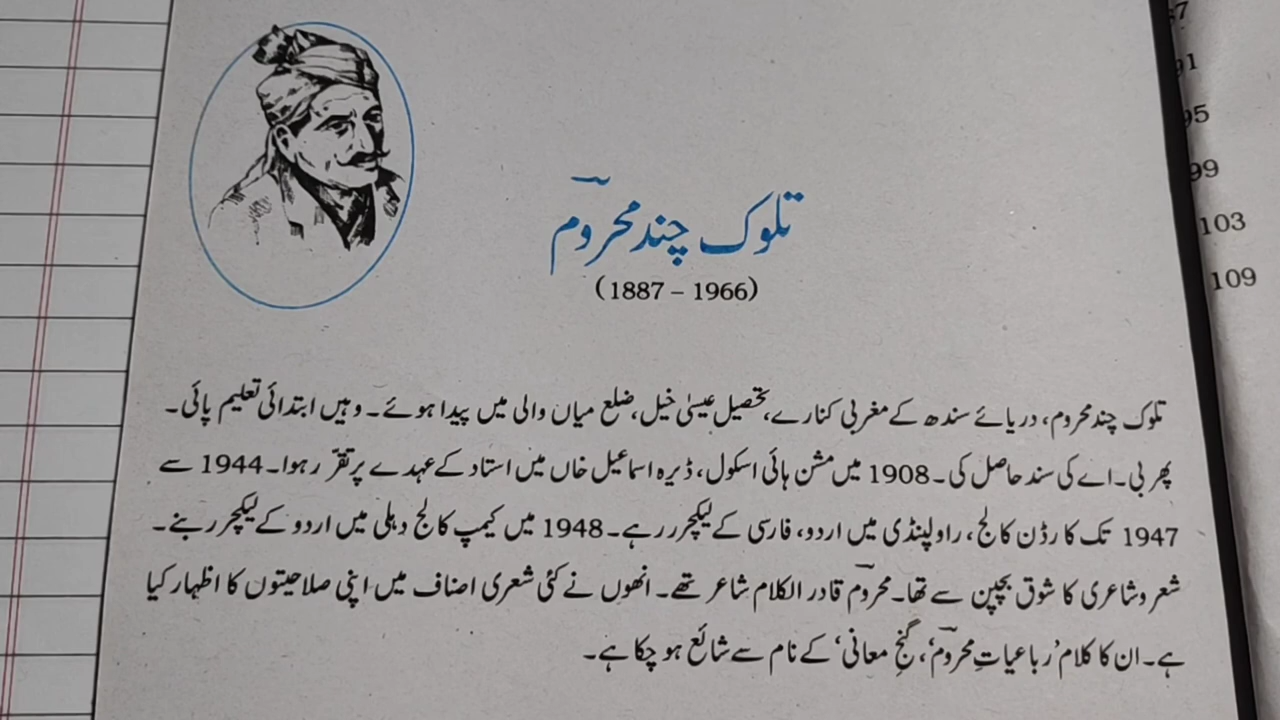 تلوک چند محرومؔ
(1887 – 1966)
تلوک چند محروم، دریائے سندھ کے مغربی کنارے، تحصیل عیسیٰ خیل، ضلع میاں والی میں پیدا ہوئے۔ وہیں ابتدائی تعلیم پائی۔
پھر بی۔اے کی سند حاصل کی۔ 1908 میں مشن ہائی اسکول، ڈیرہ اسماعیل خاں میں استاد کے عہدے پر تقرّر ہوا۔ 1944 سے
1947 تک کارڈن کالج، راولپنڈی میں اردو، فارسی کے لیکچرر رہے۔ 1948 میں کیمپ کالج دہلی میں اردو کے لیکچرر بنے۔
شعر و شاعری کا شوق بچپن سے تھا۔ محرومؔ قادر الکلام شاعر تھے۔ انھوں نے کئی شعری اصناف میں اپنی صلاحیتوں کا اظہار کیا
ہے۔ ان کا کلام ’رباعیاتِ محرومؔ‘، ’گنجِ معانی‘ کے نام سے شائع ہو چکا ہے۔
87
91
95
99
103
109